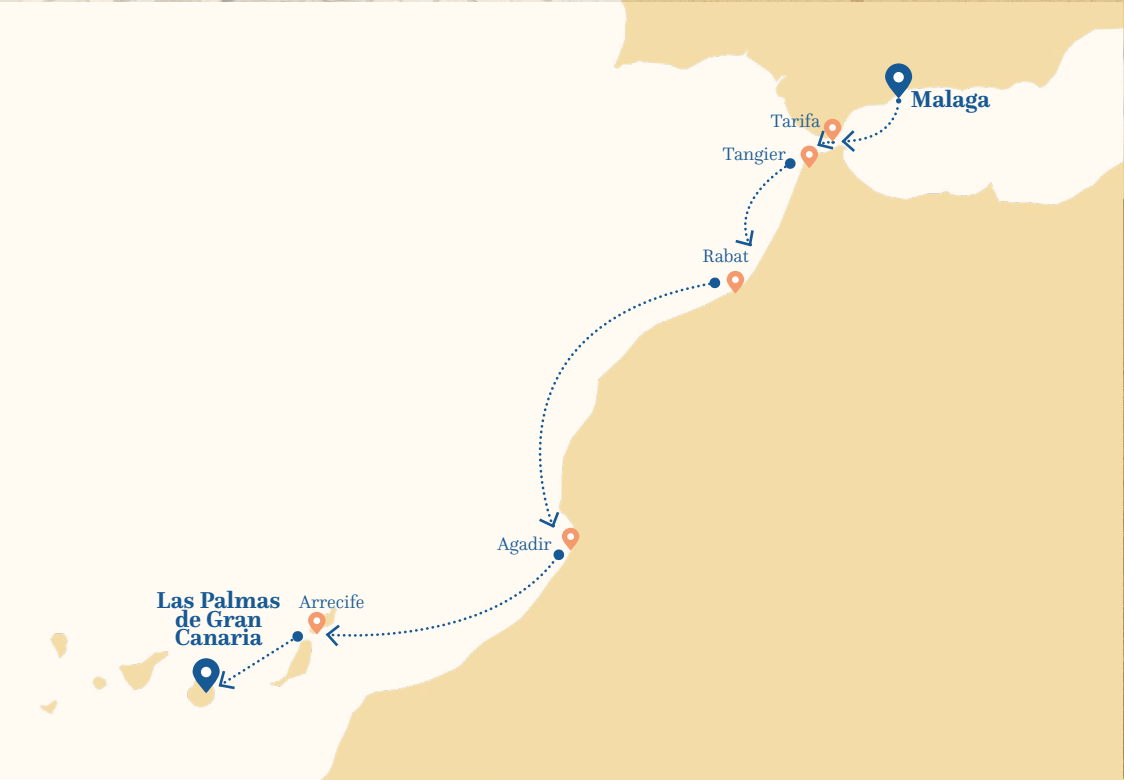 Malaga
Tarifa
Tangier
Rabat
Agadir
Arrecife
Las Palmas
de Gran
Canaria